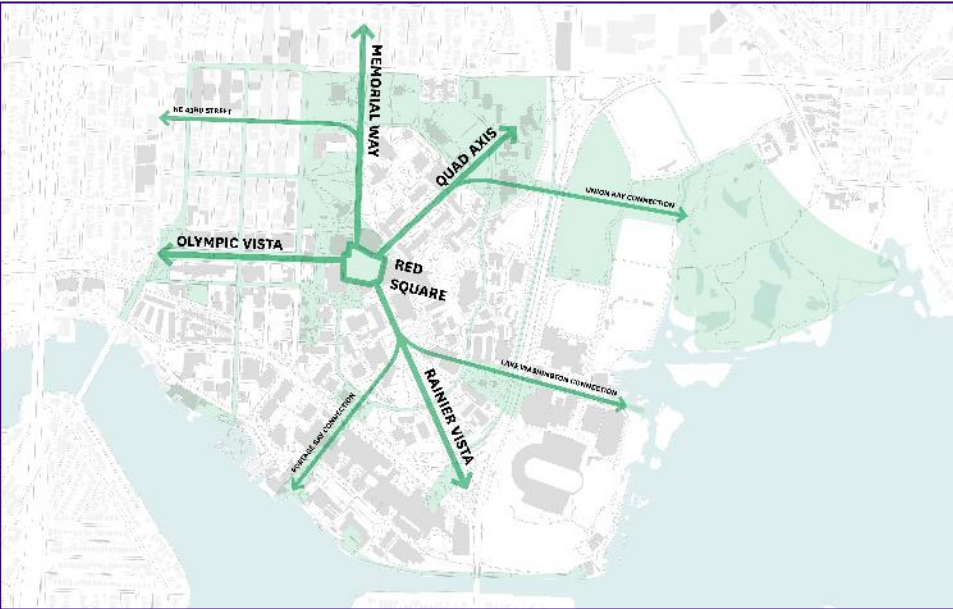 MEMORIAL WAY
NE 43RD STREET
QUAD AXIS
UNION BAY CONNECTION
OLYMPIC VISTA
RED
SQUARE
LAKE WASHINGTON CONNECTION
RAINIER VISTA
PORTAGE BAY CONNECTION